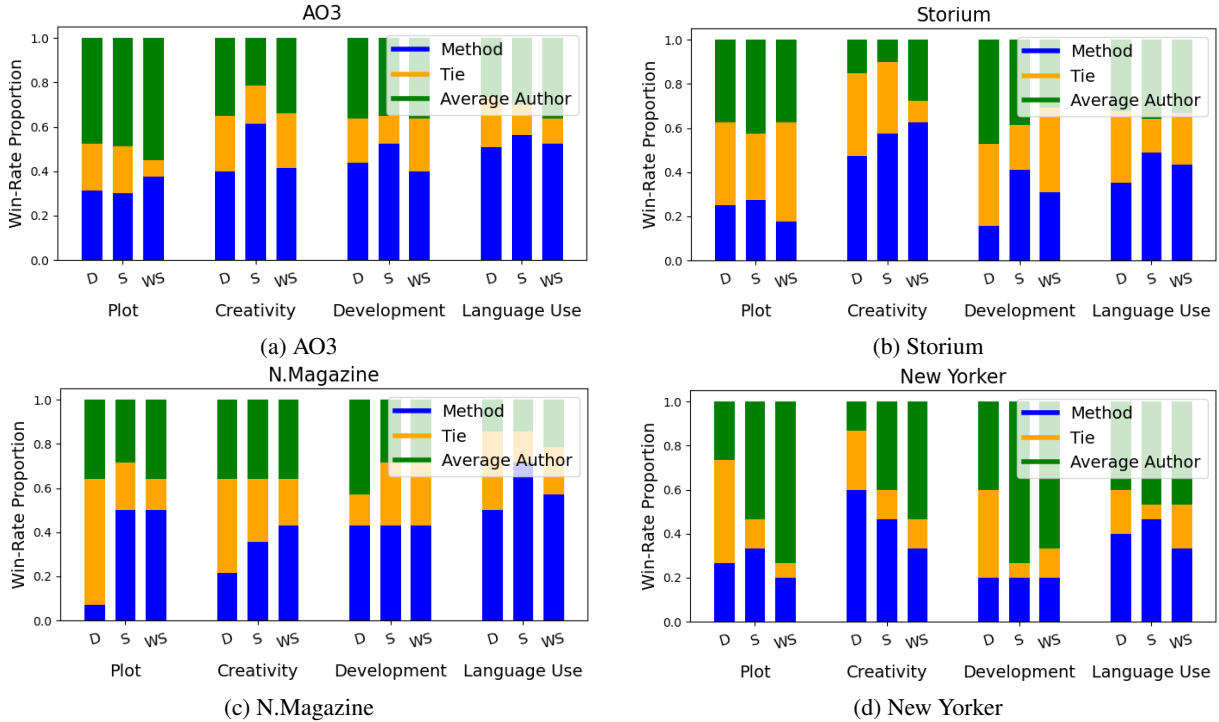 AO3
Win-Rate Proportion
1.0
0.8
0.6
0.4
0.2
0.0
Method
Tie
Average Author
D S WS D S WS D S WS D S WS
Plot Creativity Development Language Use
(a) AO3
Storium
Win-Rate Proportion
1.0
0.8
0.6
0.4
0.2
0.0
Method
Tie
Average Author
D S WS D S WS D S WS D S WS
Plot Creativity Development Language Use
(b) Storium
N.Magazine
Win-Rate Proportion
1.0
0.8
0.6
0.4
0.2
0.0
Method
Tie
Average Author
D S WS D S WS D S WS D S WS
Plot Creativity Development Language Use
(c) N.Magazine
New Yorker
Win-Rate Proportion
1.0
0.8
0.6
0.4
0.2
0.0
Method
Tie
Average Author
D S WS D S WS D S WS D S WS
Plot Creativity Development Language Use
(d) New Yorker